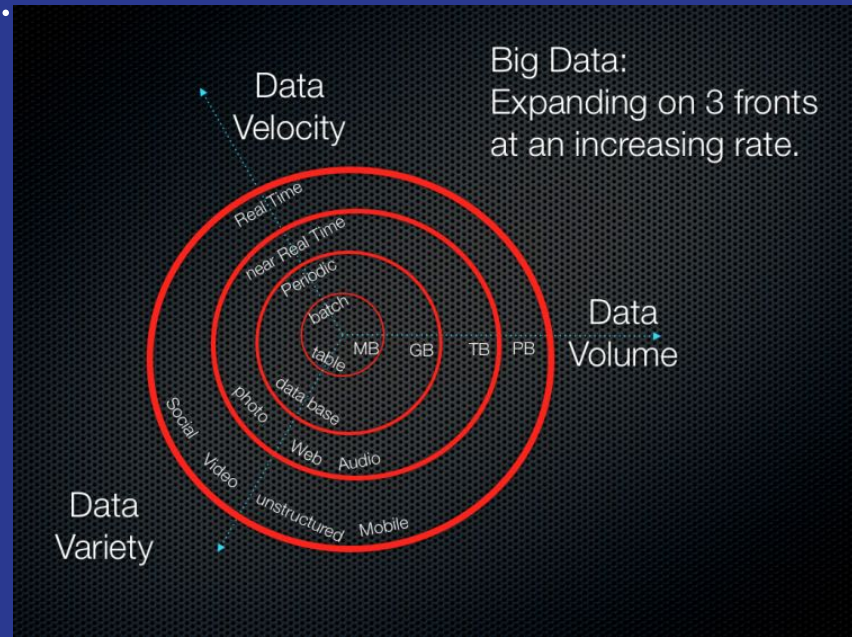 Big Data:
Expanding on 3 fronts
at an increasing rate.
Data
Velocity
Real Time
near Real Time
Periodic
batch
Data
Volume
MB
GB
TB
PB
table
data base
photo
Web
Audio
Social
Video
unstructured
Mobile
Data
Variety